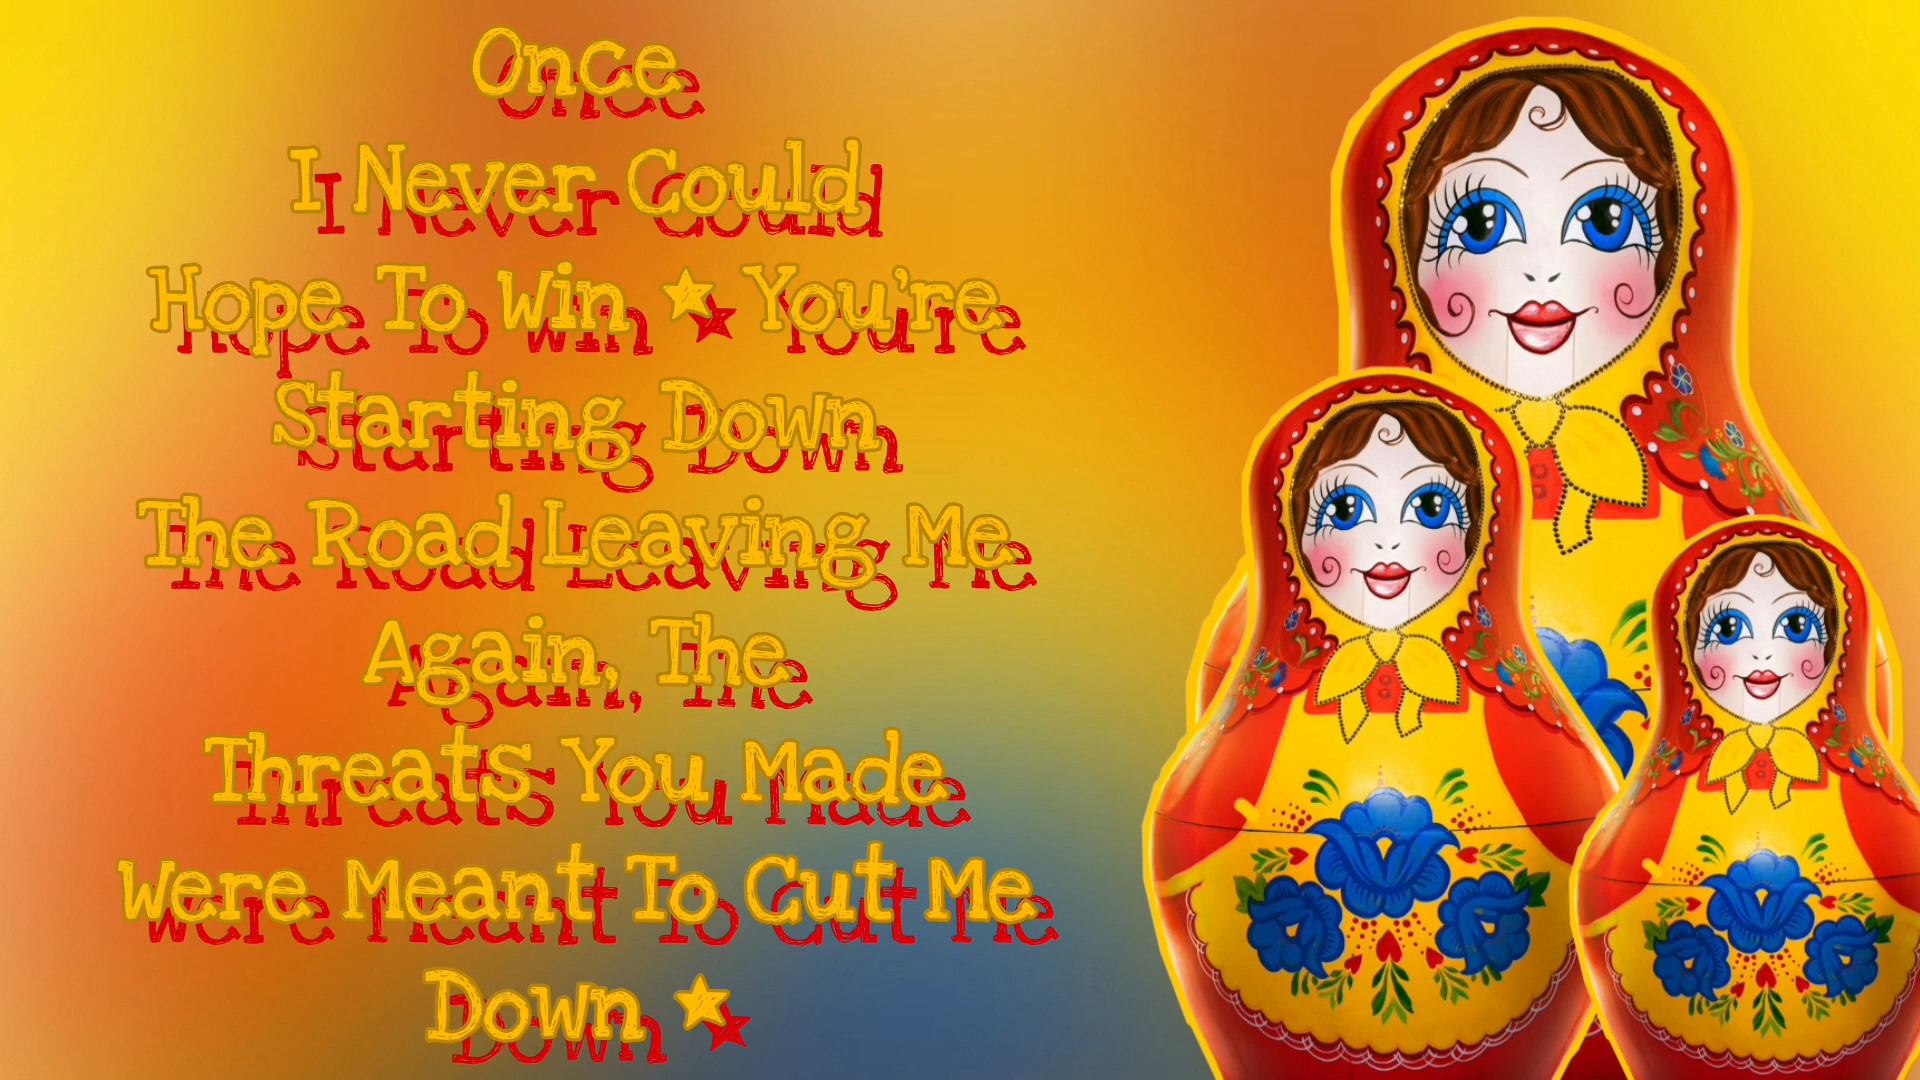 Once
I Never Could
Hope To Win ★ You're
Starting Down
The Road Leaving Me
Again, The
Threats You Made
Were Meant To Cut Me
Down ★